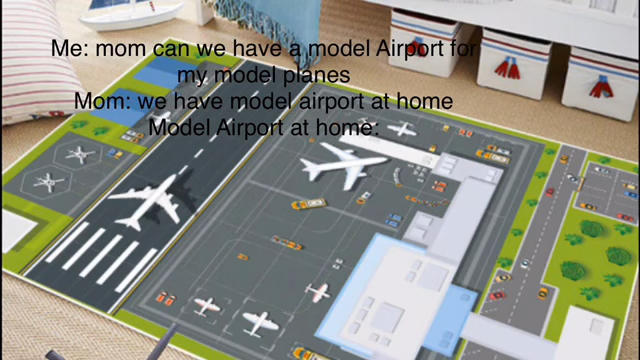 Me: mom can we have a model Airport for
my model planes
Mom: we have model airport at home
Model Airport at home: